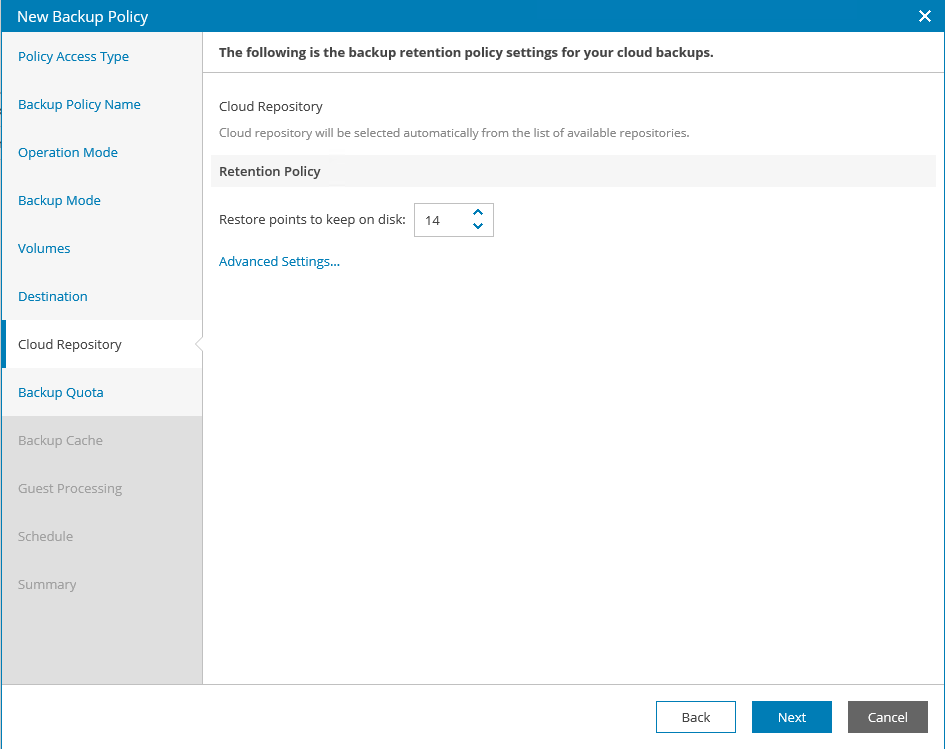 New Backup Policy
Policy Access Type
Backup Policy Name
Operation Mode
Backup Mode
Volumes
Destination
Cloud Repository
Backup Quota
Backup Cache
Guest Processing
Schedule
Summary
The following is the backup retention policy settings for your cloud backups.
Cloud Repository
Cloud repository will be selected automatically from the list of available repositories.
Retention Policy
Restore points to keep on disk: 14
Advanced Settings...
Back Next Cancel